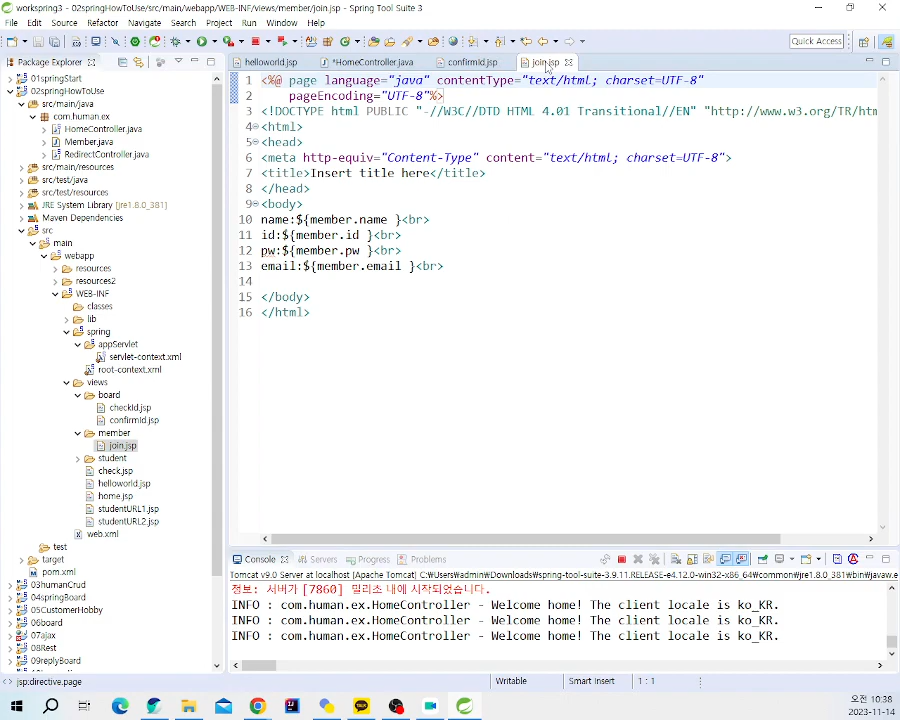 workspring3 - 02springHowToUse/src/main/webapp/WEB-INF/views/member/join.jsp - Spring Tool Suite 3
File Edit Source Refactor Navigate Search Project Run Window Help
Quick Access
Package Explorer
01springStart
02springHowToUse
src/main/java
com.human.ex
HomeController.java
Member.java
RedirectController.java
src/main/resources
src/test/java
src/test/resources
JRE System Library [jre1.8.0_381]
Maven Dependencies
src
main
webapp
resources
resources2
WEB-INF
classes
lib
spring
appServlet
servlet-context.xml
root-context.xml
views
board
checkId.jsp
confirmId.jsp
member
join.jsp
student
check.jsp
helloworld.jsp
home.jsp
studentURL1.jsp
studentURL2.jsp
web.xml
test
target
pom.xml
03humanCrud
04springBoard
05CustomerHobby
06board
07ajax
08Rest
09replyBoard
helloworld.jsp *HomeController.java confirmId.jsp join.jsp
1 <%@ page language="java" contentType="text/html; charset=UTF-8"
2 pageEncoding="UTF-8"%>
3 <!DOCTYPE html PUBLIC "-//W3C//DTD HTML 4.01 Transitional//EN" "http://www.w3.org/TR/htm
4 <html>
5 <head>
6 <meta http-equiv="Content-Type" content="text/html; charset=UTF-8">
7 <title>Insert title here</title>
8 </head>
9 <body>
10 name:${member.name }<br>
11 id:${member.id }<br>
12 pw:${member.pw }<br>
13 email:${member.email }<br>
14
15 </body>
16 </html>
Console Servers Progress Problems
Tomcat v9.0 Server at localhost [Apache Tomcat] C:₩Users₩admin₩Downloads₩spring-tool-suite-3.9.11.RELEASE-e4.12.0-win32-x86_64₩common₩jre1.8.0_381₩bin₩javaw.e
정보: 서버가 [7860] 밀리초 내에 시작되었습니다.
INFO : com.human.ex.HomeController - Welcome home! The client locale is ko_KR.
INFO : com.human.ex.HomeController - Welcome home! The client locale is ko_KR.
INFO : com.human.ex.HomeController - Welcome home! The client locale is ko_KR.
jsp:directive.page Writable Smart Insert 1 : 1
오전 10:38
2023-11-14